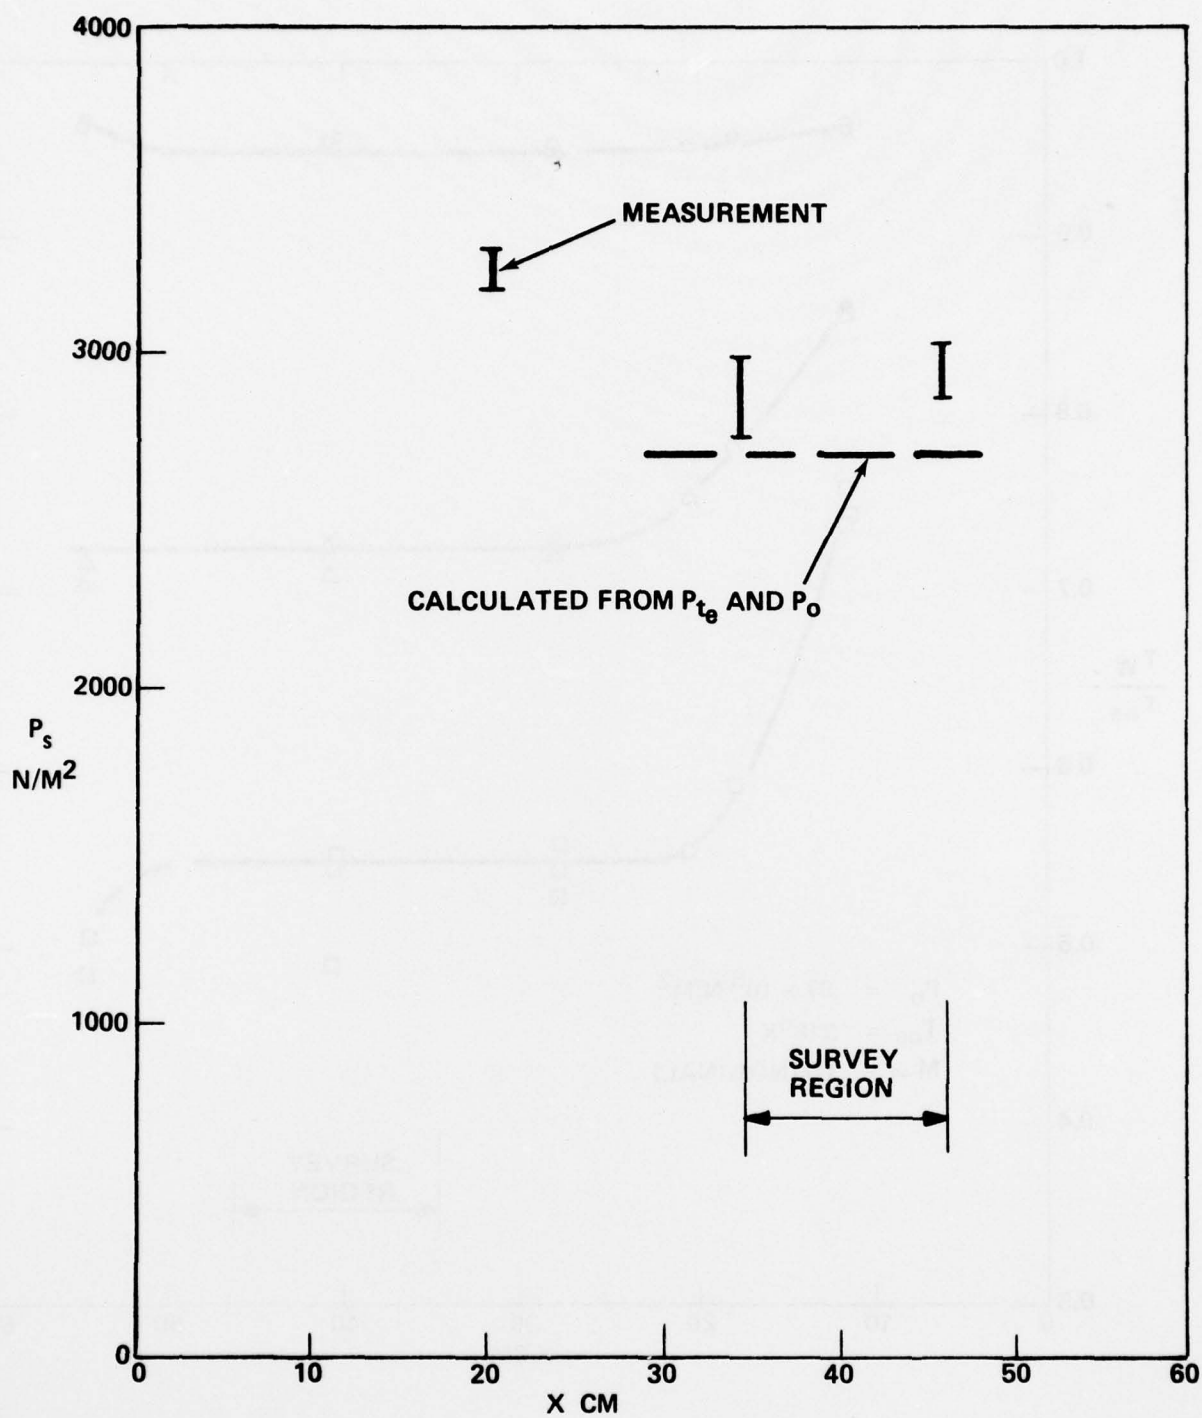 4000
MEASUREMENT
3000
CALCULATED FROM Pte AND Po
2000
Ps
N/M2
1000
SURVEY
REGION
0
0 10 20 30 40 50 60
X CM